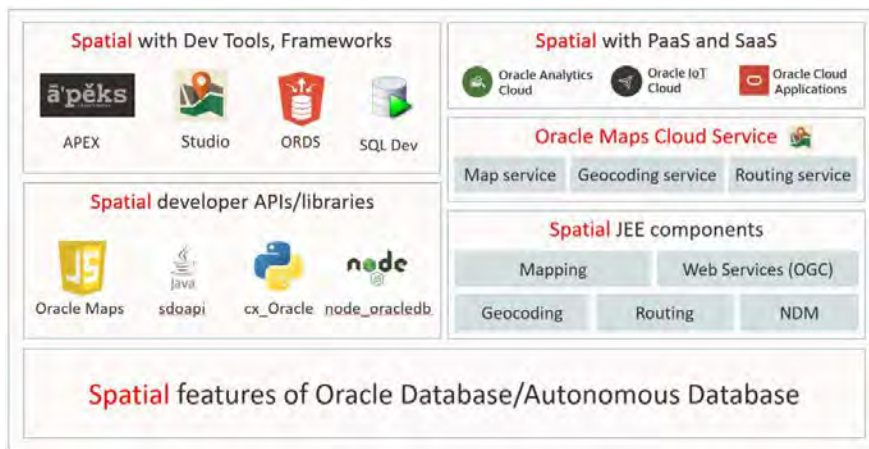 Spatial with Dev Tools, Frameworks
ā'pěks
APEX
Studio
ORDS
SQL Dev
Spatial developer APIs/libraries
JS
Java
node
JS
Oracle Maps
sdoapi
cx_Oracle
node_oracledb
Spatial with PaaS and SaaS
Oracle Analytics
Cloud
Oracle IoT
Cloud
Oracle Cloud
Applications
Oracle Maps Cloud Service
Map service
Geocoding service
Routing service
Spatial JEE components
Mapping
Web Services (OGC)
Geocoding
Routing
NDM
Spatial features of Oracle Database/Autonomous Database